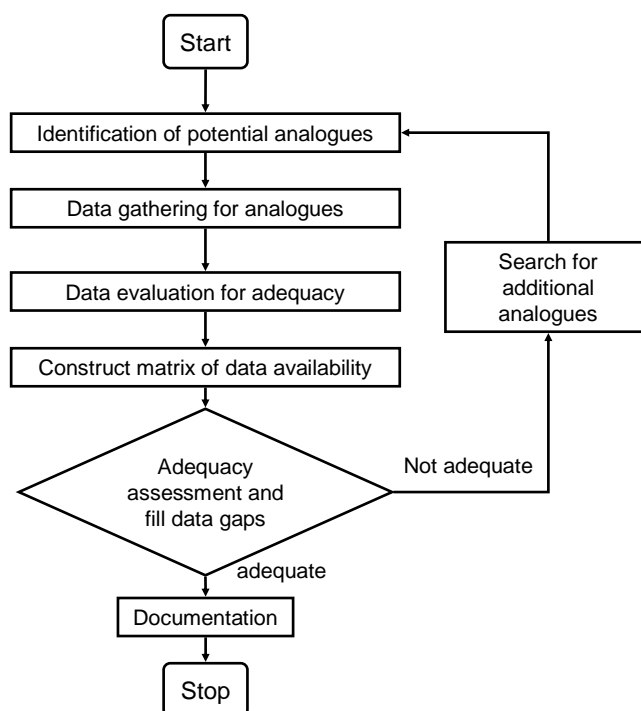 Start
Identification of potential analogues
Data gathering for analogues
Data evaluation for adequacy
Search for
additional
analogues
Construct matrix of data availability
Adequacy
assessment and
fill data gaps
Not adequate
adequate
Documentation
Stop